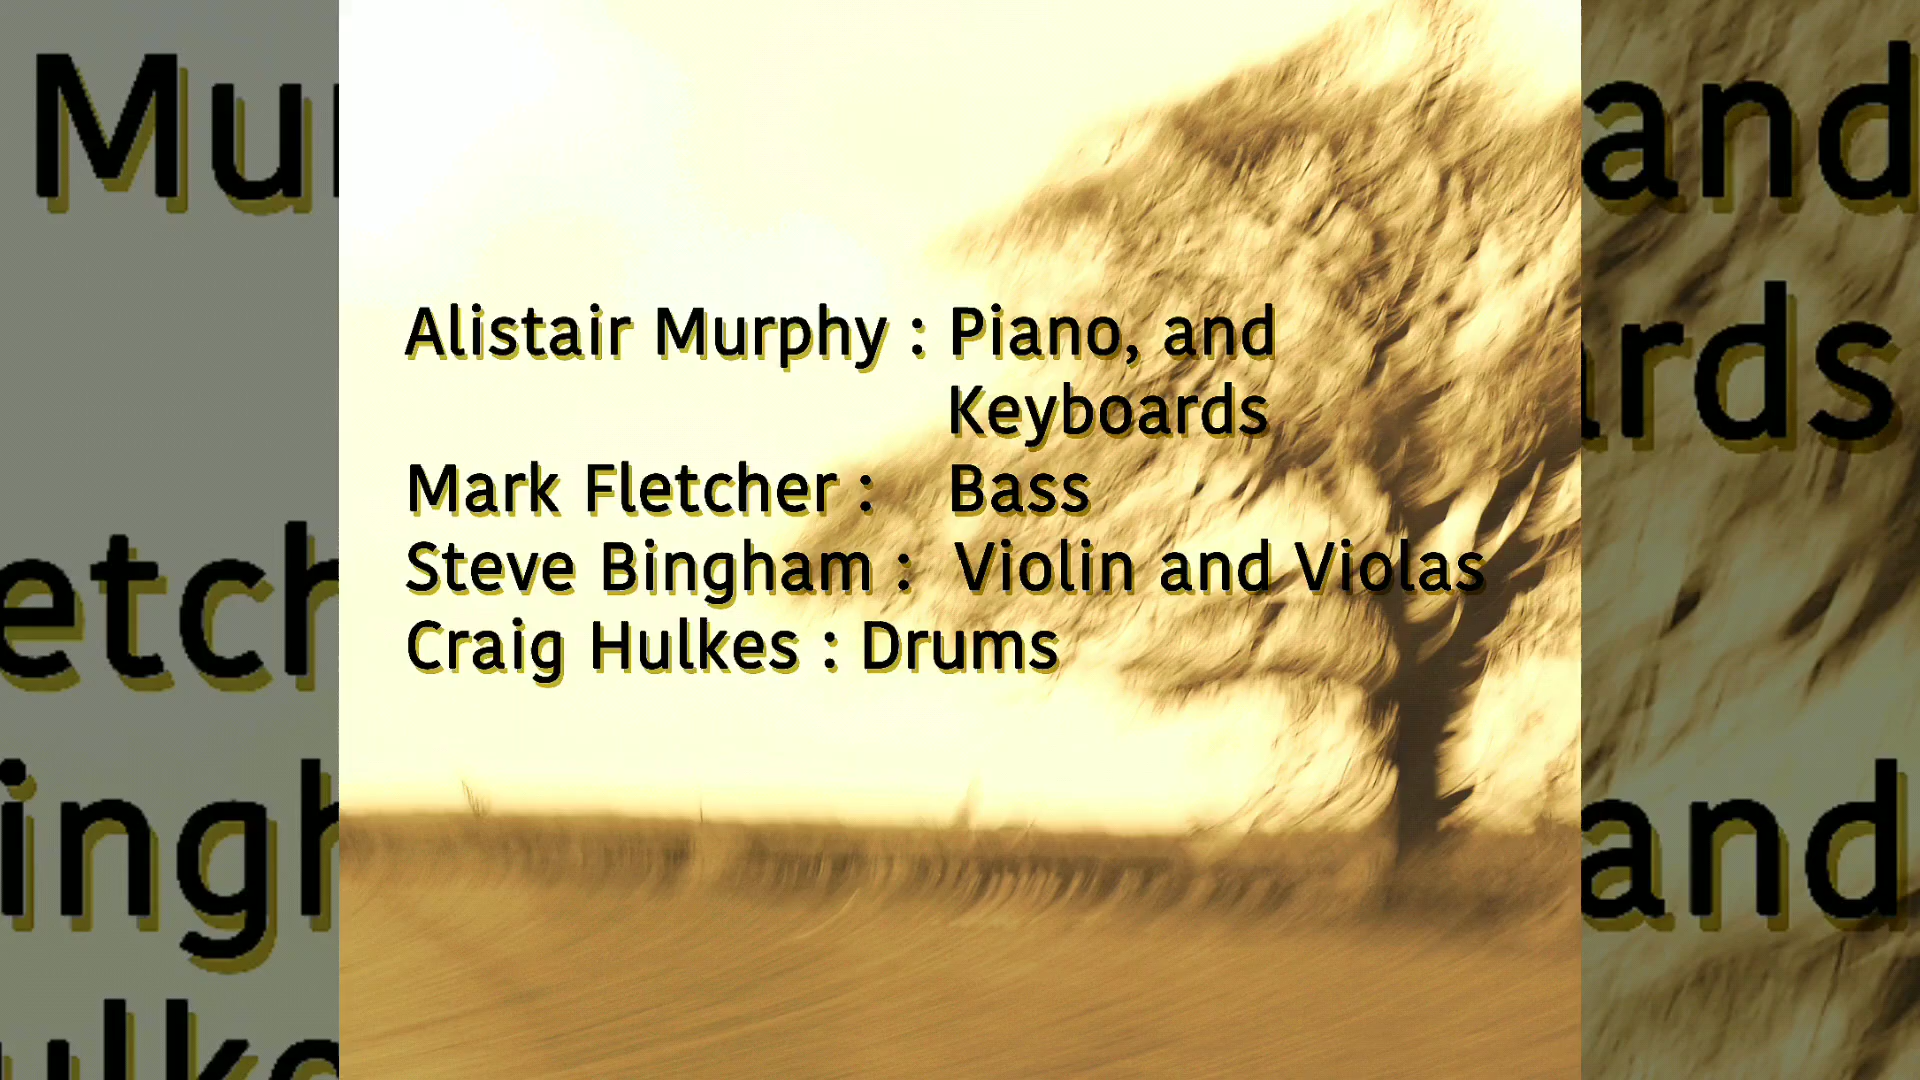 Alistair Murphy : Piano, and
Keyboards
Mark Fletcher : Bass
Steve Bingham : Violin and Violas
Craig Hulkes : Drums